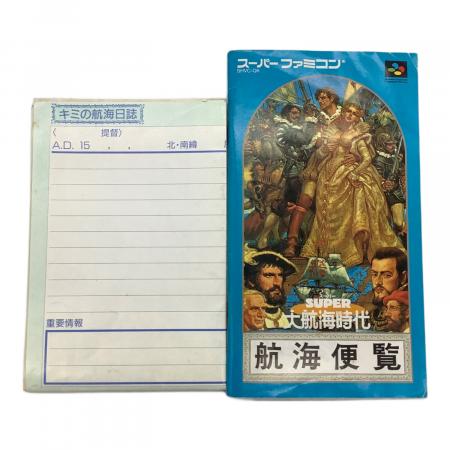 キミの航海日誌
〈 提督〉
A.D. 15 , , 北・南緯
重要情報
スーパーファミコン®
SHVC-QK
SUPER
大航海時代
航海便覧